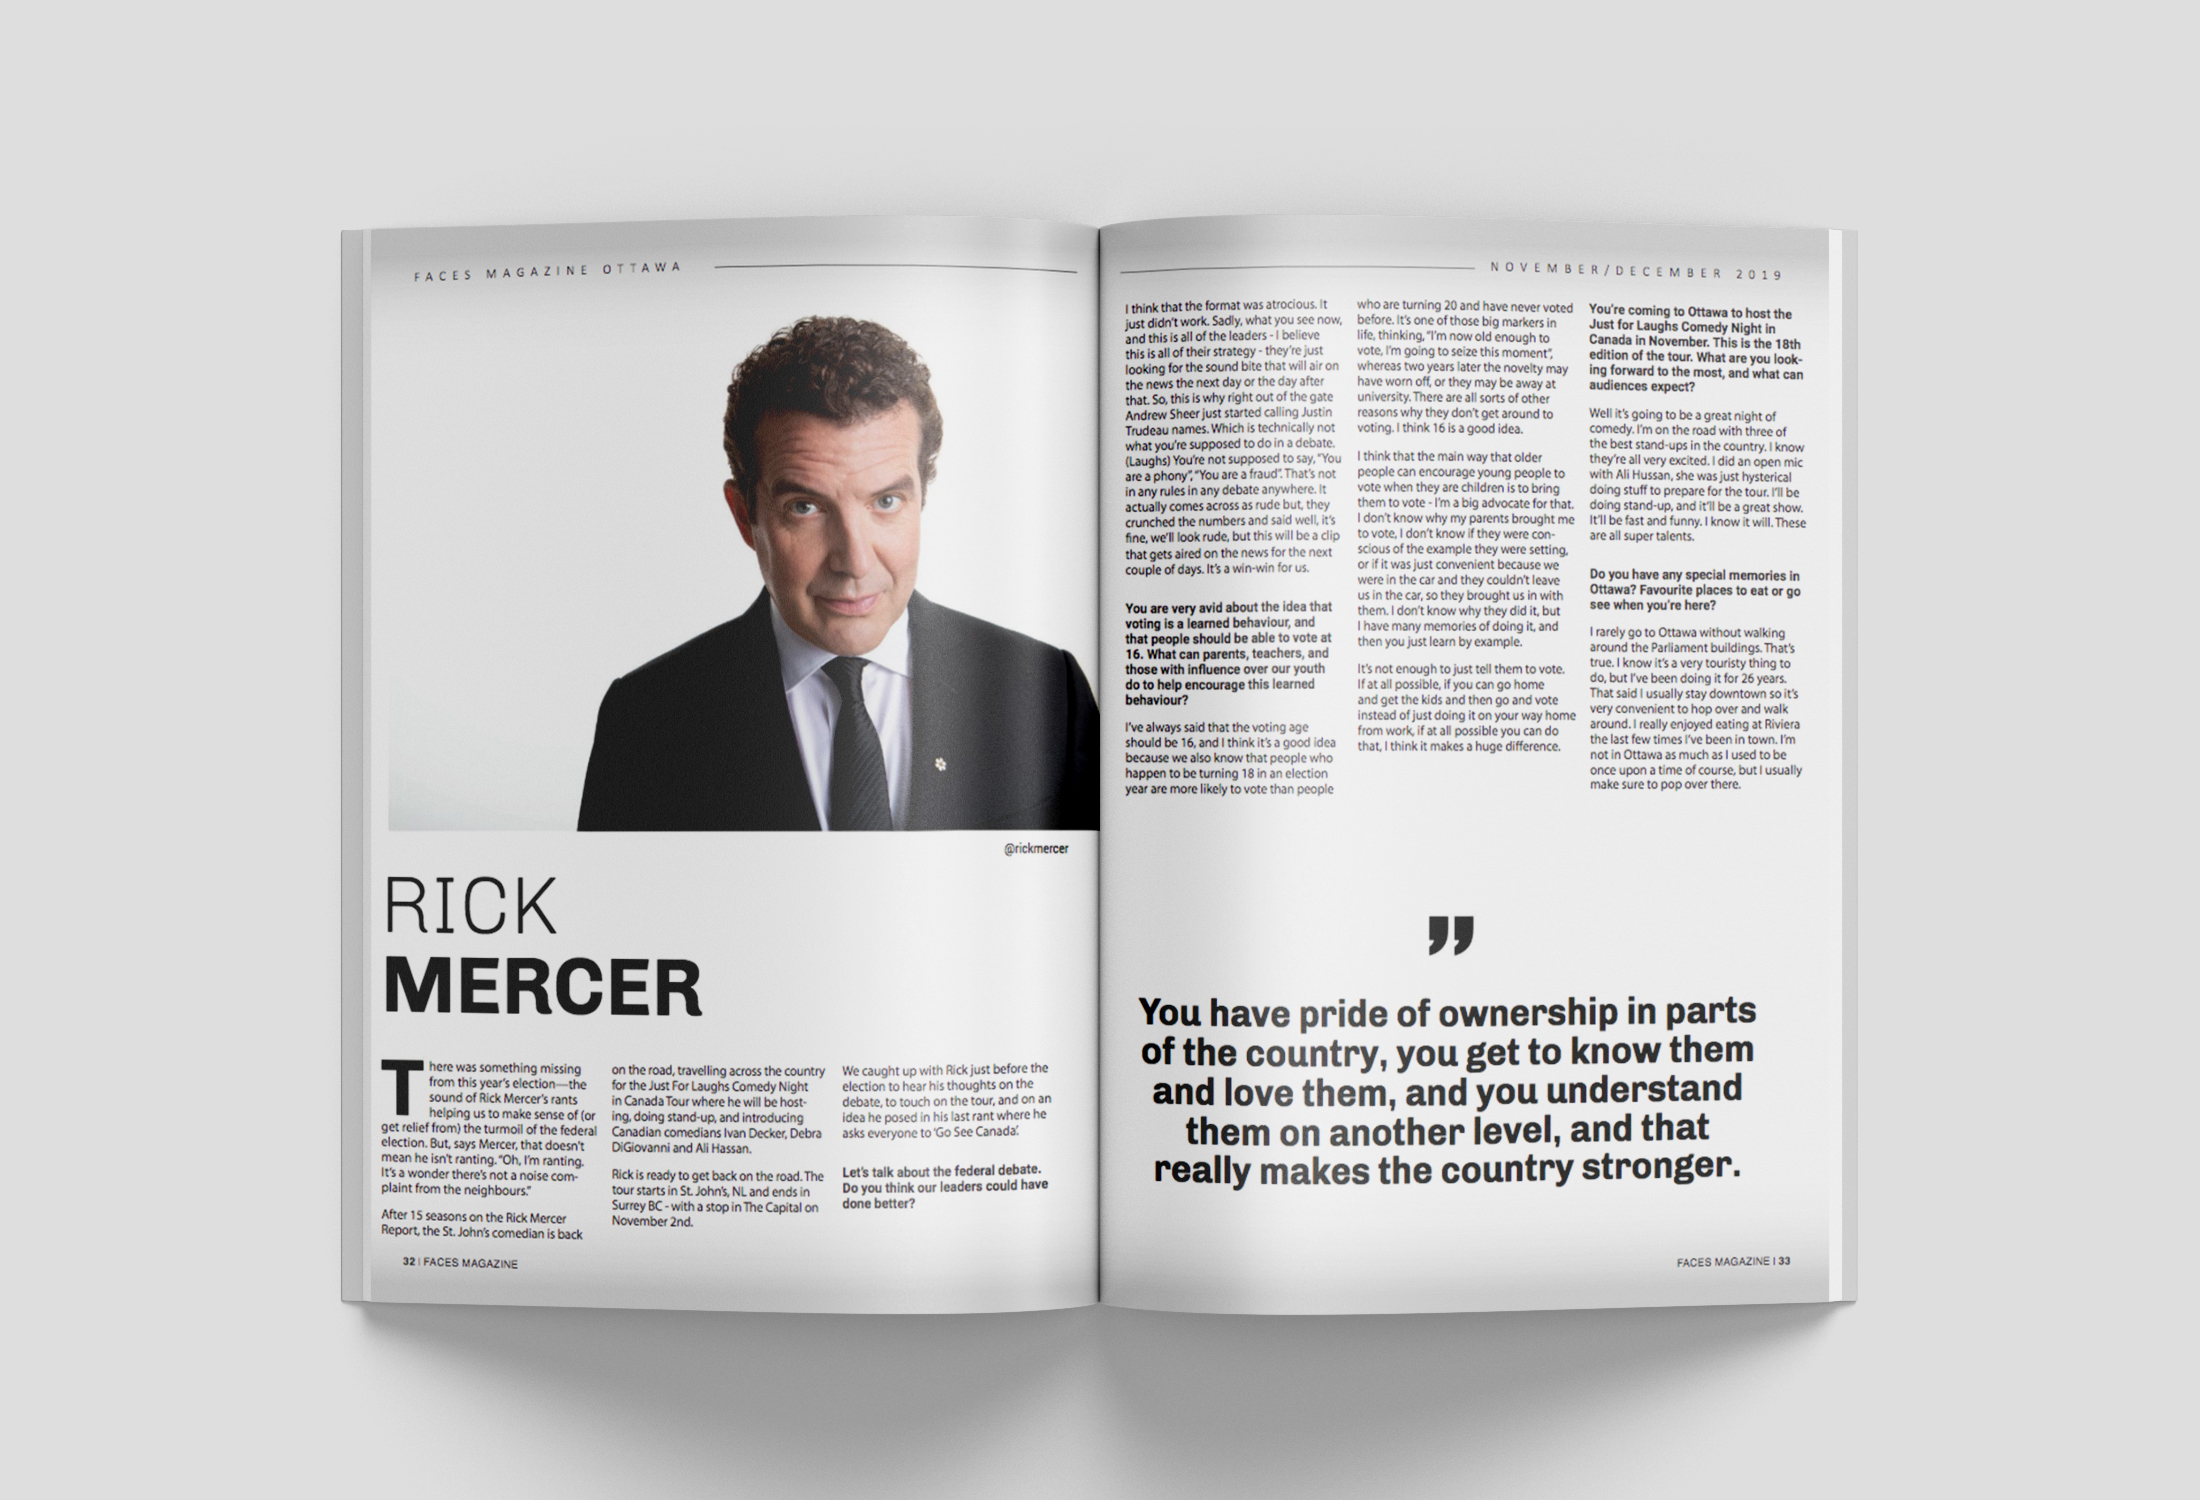 FACES MAGAZINE OTTAWA
@rickmercer
RICK
MERCER
There was something missing
from this year's election—the
sound of Rick Mercer's rants
helping us to make sense of (or
get relief from) the turmoil of the federal
election. But, says Mercer, that doesn't
mean he isn't ranting. "Oh, I'm ranting.
It's a wonder there's not a noise com-
plaint from the neighbours."
After 15 seasons on the Rick Mercer
Report, the St. John's comedian is back
on the road, travelling across the country
for the Just For Laughs Comedy Night
in Canada Tour where he will be host-
ing, doing stand-up, and introducing
Canadian comedians Ivan Decker, Debra
DiGiovanni and Ali Hassan.
Rick is ready to get back on the road. The
tour starts in St. John's, NL and ends in
Surrey BC - with a stop in The Capital on
November 2nd.
We caught up with Rick just before the
election to hear his thoughts on the
debate, to touch on the tour, and on an
idea he posed in his last rant where he
asks everyone to 'Go See Canada'.
Let's talk about the federal debate.
Do you think our leaders could have
done better?
32 | FACES MAGAZINE
NOVEMBER/DECEMBER 2019
I think that the format was atrocious. It
just didn't work. Sadly, what you see now,
and this is all of the leaders - I believe
this is all of their strategy - they're just
looking for the sound bite that will air on
the news the next day or the day after
that. So, this is why right out of the gate
Andrew Sheer just started calling Justin
Trudeau names. Which is technically not
what you're supposed to do in a debate.
(Laughs) You're not supposed to say, "You
are a phony", "You are a fraud". That's not
in any rules in any debate anywhere. It
actually comes across as rude but, they
crunched the numbers and said well, it's
fine, we'll look rude, but this will be a clip
that gets aired on the news for the next
couple of days. It's a win-win for us.
You are very avid about the idea that
voting is a learned behaviour, and
that people should be able to vote at
16. What can parents, teachers, and
those with influence over our youth
do to help encourage this learned
behaviour?
I've always said that the voting age
should be 16, and I think it's a good idea
because we also know that people who
happen to be turning 18 in an election
year are more likely to vote than people
who are turning 20 and have never voted
before. It's one of those big markers in
life, thinking, "I'm now old enough to
vote, I'm going to seize this moment",
whereas two years later the novelty may
have worn off, or they may be away at
university. There are all sorts of other
reasons why they don't get around to
voting. I think 16 is a good idea.
I think that the main way that older
people can encourage young people to
vote when they are children is to bring
them to vote - I'm a big advocate for that.
I don't know why my parents brought me
to vote, I don't know if they were con-
scious of the example they were setting,
or if it was just convenient because we
were in the car and they couldn't leave
us in the car, so they brought us in with
them. I don't know why they did it, but
I have many memories of doing it, and
then you just learn by example.
It's not enough to just tell them to vote.
If at all possible, if you can go home
and get the kids and then go and vote
instead of just doing it on your way home
from work, if at all possible you can do
that, I think it makes a huge difference.
You're coming to Ottawa to host the
Just for Laughs Comedy Night in
Canada in November. This is the 18th
edition of the tour. What are you look-
ing forward to the most, and what can
audiences expect?
Well it's going to be a great night of
comedy. I'm on the road with three of
the best stand-ups in the country. I know
they're all very excited. I did an open mic
with Ali Hussan, she was just hysterical
doing stuff to prepare for the tour. I'll be
doing stand-up, and it'll be a great show.
It'll be fast and funny. I know it will. These
are all super talents.
Do you have any special memories in
Ottawa? Favourite places to eat or go
see when you're here?
I rarely go to Ottawa without walking
around the Parliament buildings. That's
true. I know it's a very touristy thing to
do, but I've been doing it for 26 years.
That said I usually stay downtown so it's
very convenient to hop over and walk
around. I really enjoyed eating at Riviera
the last few times I've been in town. I'm
not in Ottawa as much as I used to be
once upon a time of course, but I usually
make sure to pop over there.
”
You have pride of ownership in parts
of the country, you get to know them
and love them, and you understand
them on another level, and that
really makes the country stronger.
FACES MAGAZINE | 33